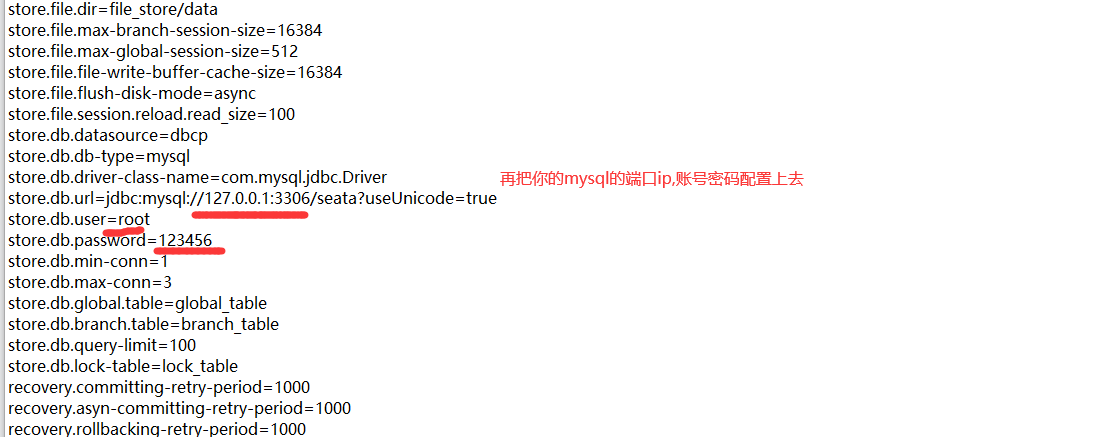 store.file.dir=file_store/data
store.file.max-branch-session-size=16384
store.file.max-global-session-size=512
store.file.file-write-buffer-cache-size=16384
store.file.flush-disk-mode=async
store.file.session.reload.read_size=100
store.db.datasource=dbcp
store.db.db-type=mysql
store.db.driver-class-name=com.mysql.jdbc.Driver
再把你的mysql的端口ip,账号密码配置上去
store.db.url=jdbc:mysql://127.0.0.1:3306/seata?useUnicode=true
store.db.user=root
store.db.password=123456
store.db.min-conn=1
store.db.max-conn=3
store.db.global.table=global_table
store.db.branch.table=branch_table
store.db.query-limit=100
store.db.lock-table=lock_table
recovery.committing-retry-period=1000
recovery.asyn-committing-retry-period=1000
recovery.rollbacking-retry-period=1000